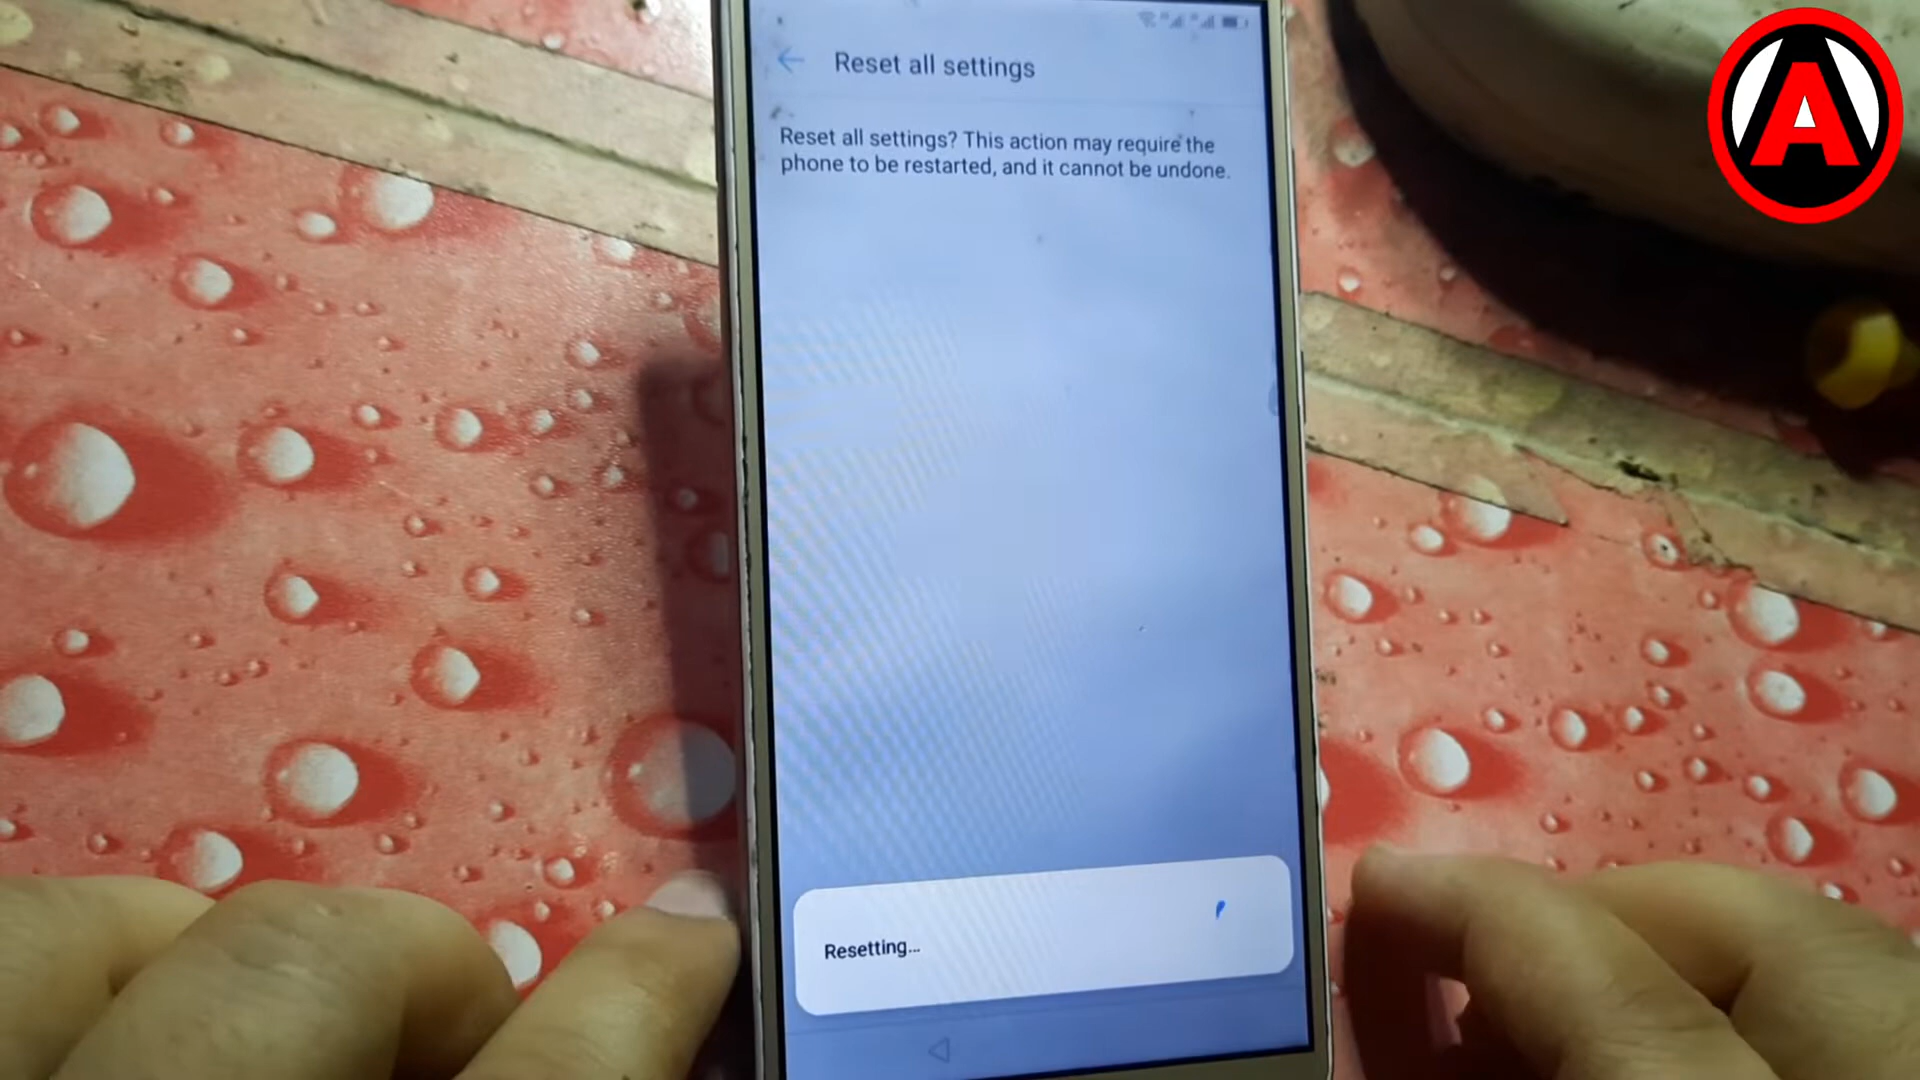 Reset all settings
Reset all settings? This action may require the
phone to be restarted, and it cannot be undone.
Resetting...
A